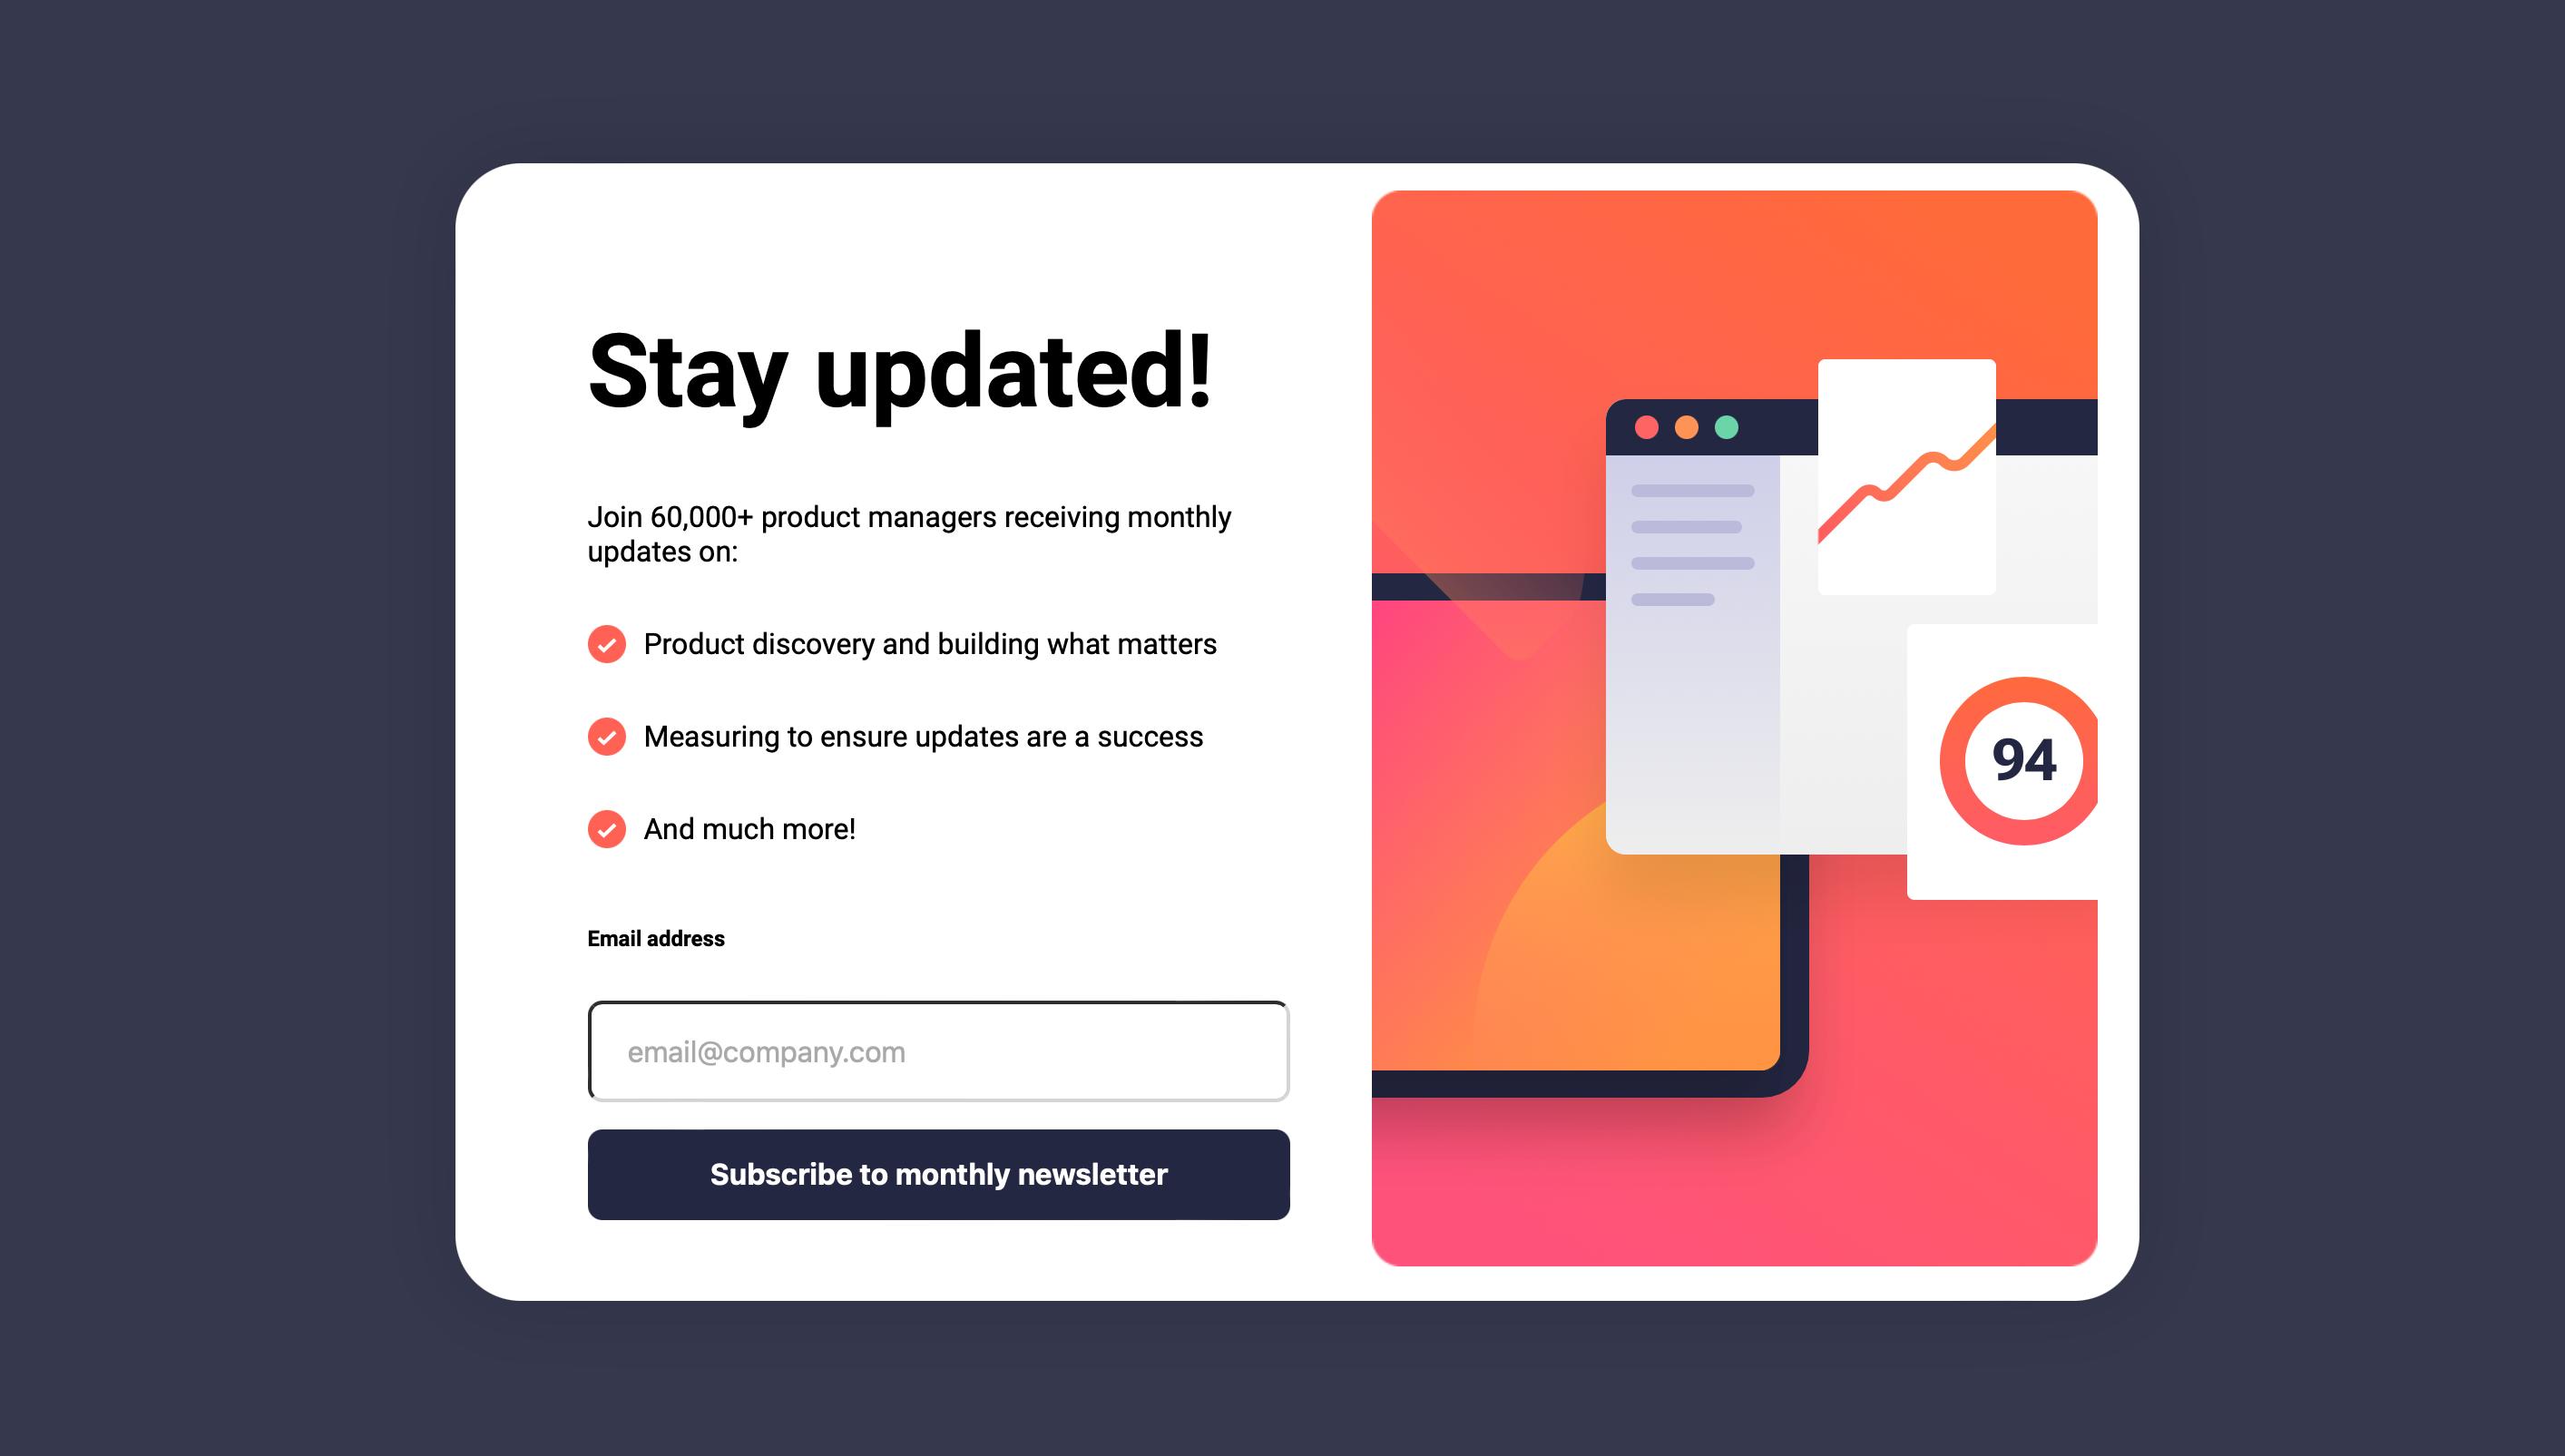 Stay updated!
Join 60,000+ product managers receiving monthly
updates on:
Product discovery and building what matters
Measuring to ensure updates are a success
And much more!
Email address
email@company.com
Subscribe to monthly newsletter
94